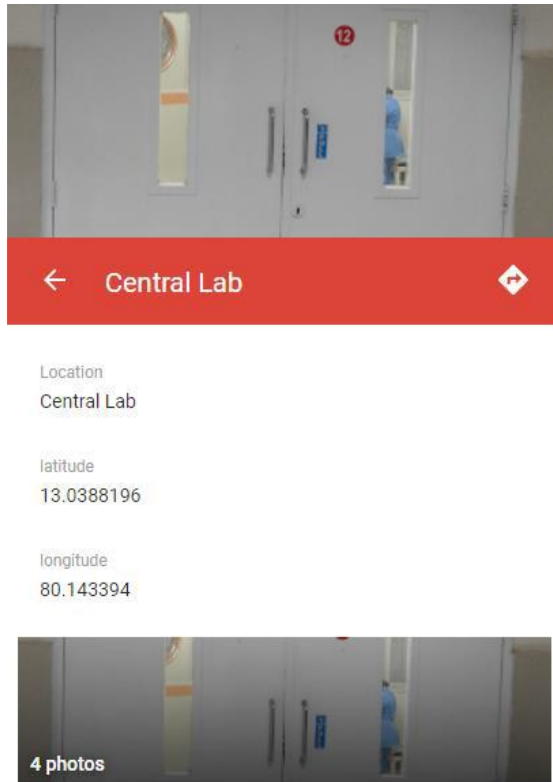 12
Central Lab
Location
Central Lab
latitude
13.0388196
longitude
80.143394
4 photos